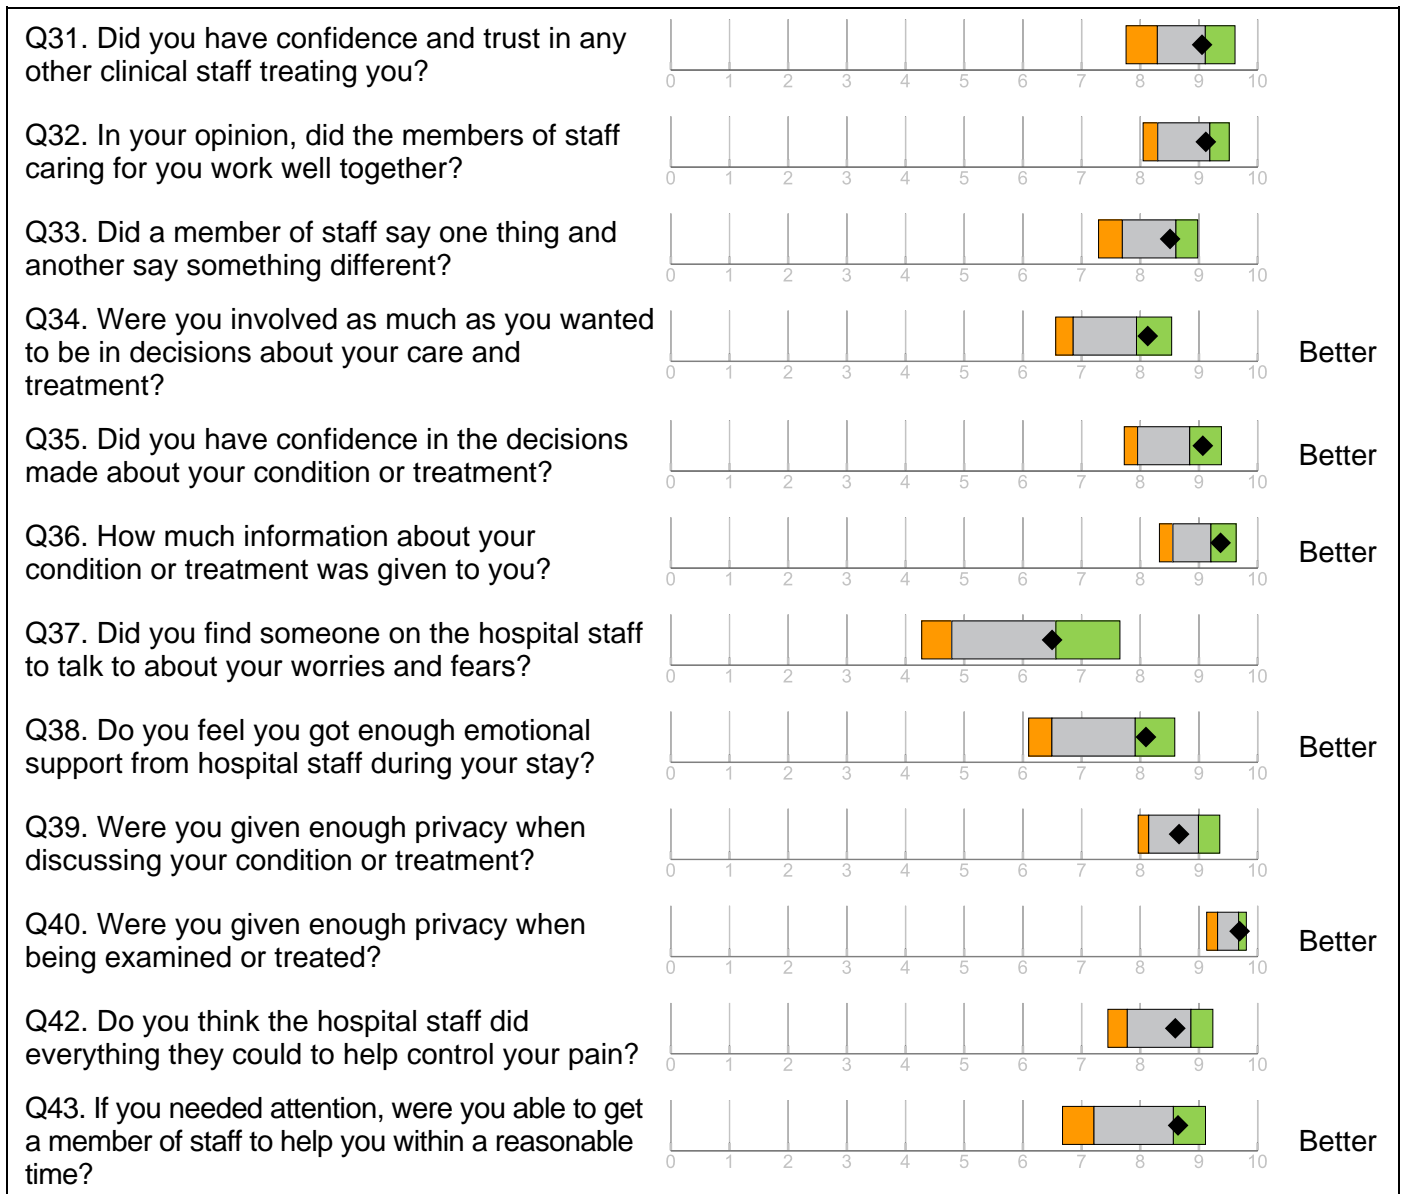 Q31. Did you have confidence and trust in any
other clinical staff treating you?
0 1 2 3 4 5 6 7 8 9 10
Q32. In your opinion, did the members of staff
caring for you work well together?
0 1 2 3 4 5 6 7 8 9 10
Q33. Did a member of staff say one thing and
another say something different?
0 1 2 3 4 5 6 7 8 9 10
Q34. Were you involved as much as you wanted
to be in decisions about your care and
treatment?
0 1 2 3 4 5 6 7 8 9 10
Better
Q35. Did you have confidence in the decisions
made about your condition or treatment?
0 1 2 3 4 5 6 7 8 9 10
Better
Q36. How much information about your
condition or treatment was given to you?
0 1 2 3 4 5 6 7 8 9 10
Better
Q37. Did you find someone on the hospital staff
to talk to about your worries and fears?
0 1 2 3 4 5 6 7 8 9 10
Q38. Do you feel you got enough emotional
support from hospital staff during your stay?
0 1 2 3 4 5 6 7 8 9 10
Better
Q39. Were you given enough privacy when
discussing your condition or treatment?
0 1 2 3 4 5 6 7 8 9 10
Q40. Were you given enough privacy when
being examined or treated?
0 1 2 3 4 5 6 7 8 9 10
Better
Q42. Do you think the hospital staff did
everything they could to help control your pain?
0 1 2 3 4 5 6 7 8 9 10
Q43. If you needed attention, were you able to get
a member of staff to help you within a reasonable
time?
0 1 2 3 4 5 6 7 8 9 10
Better